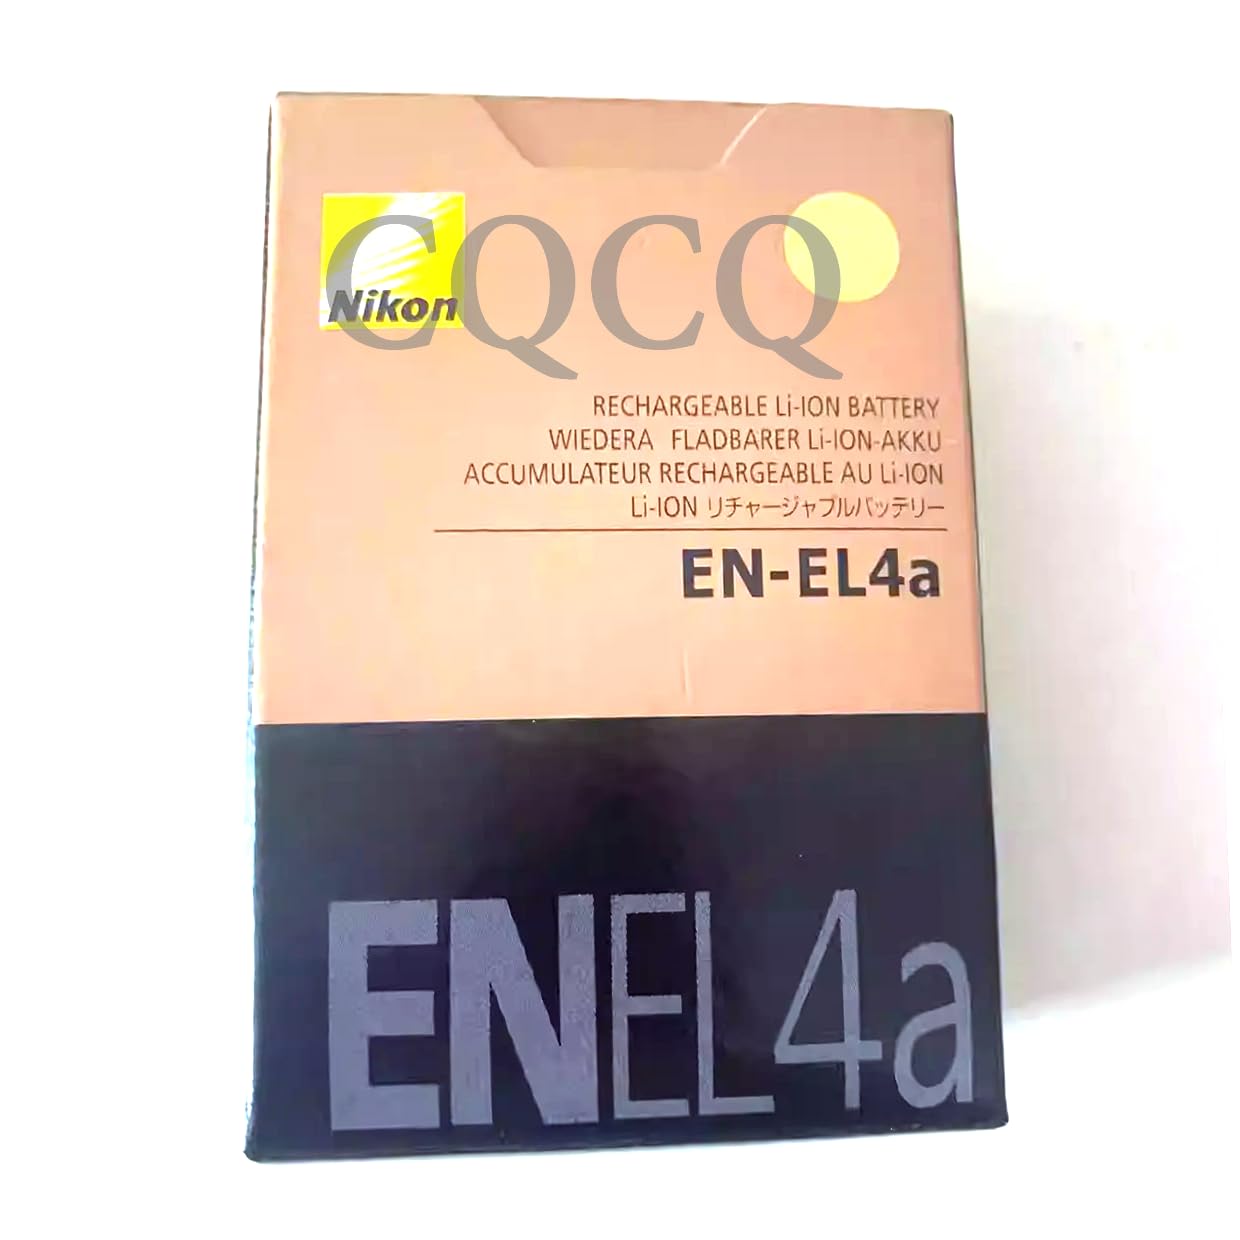 CQCQ
Nikon
RECHARGEABLE Li-ION BATTERY
WIEDERA FLADBARER Li-ION-AKKU
ACCUMULATEUR RECHARGEABLE AU Li-ION
Li-ION リチャージャブルバッテリー
EN-EL4a
ENEL4a